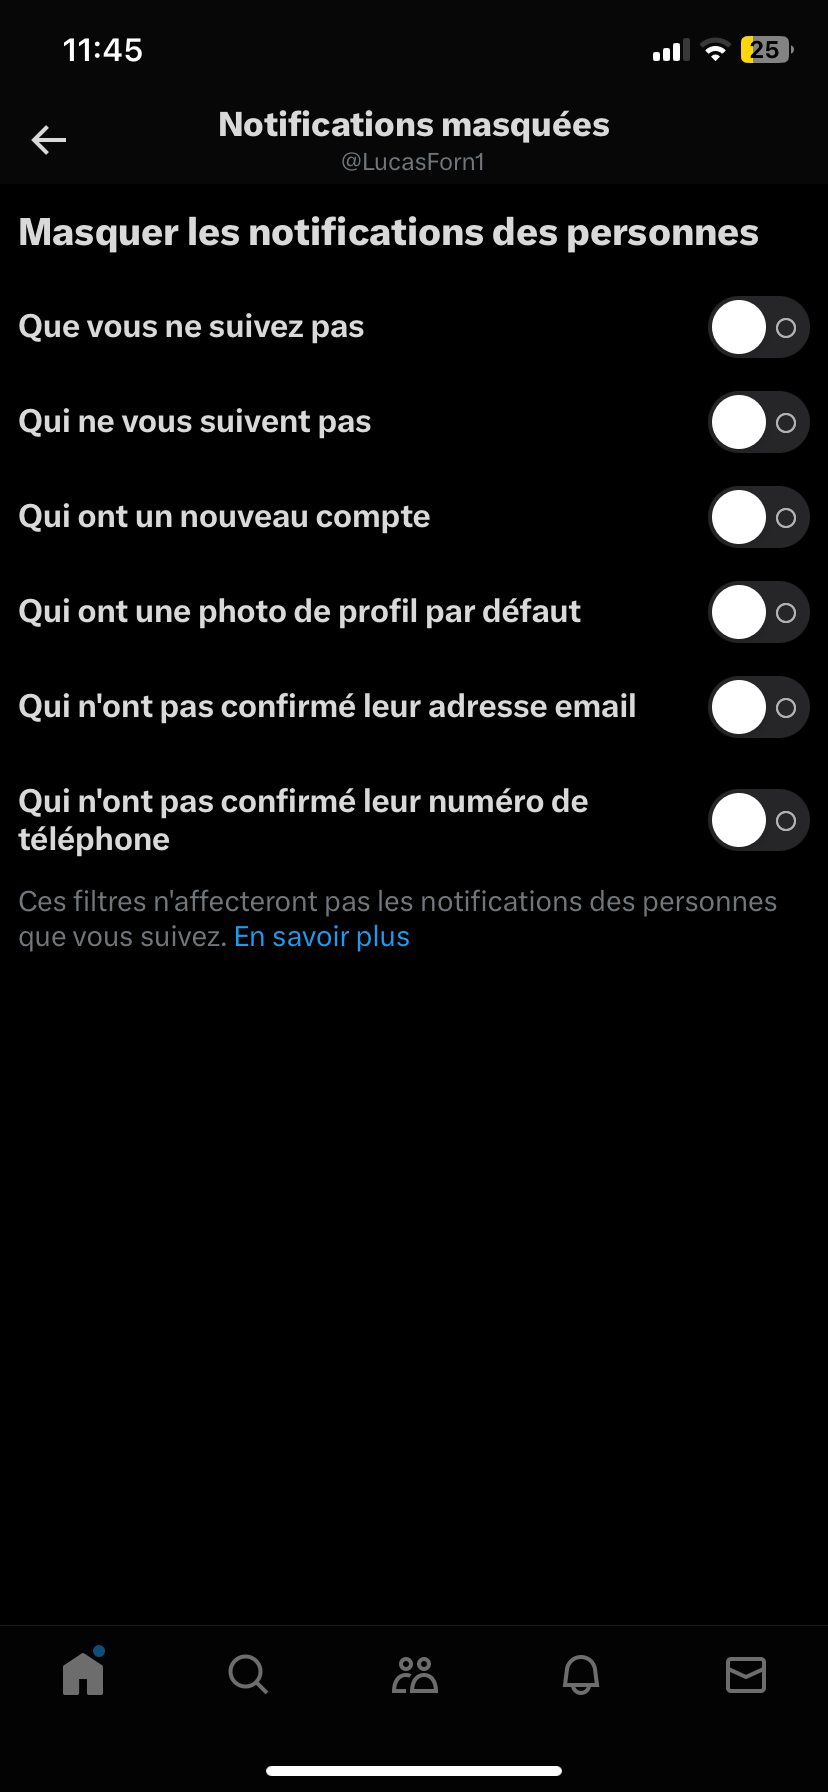 11:45
25
Notifications masquées
@LucasForn1
Masquer les notifications des personnes
Que vous ne suivez pas
Qui ne vous suivent pas
Qui ont un nouveau compte
Qui ont une photo de profil par défaut
Qui n'ont pas confirmé leur adresse email
Qui n'ont pas confirmé leur numéro de
téléphone
Ces filtres n'affecteront pas les notifications des personnes
que vous suivez. En savoir plus